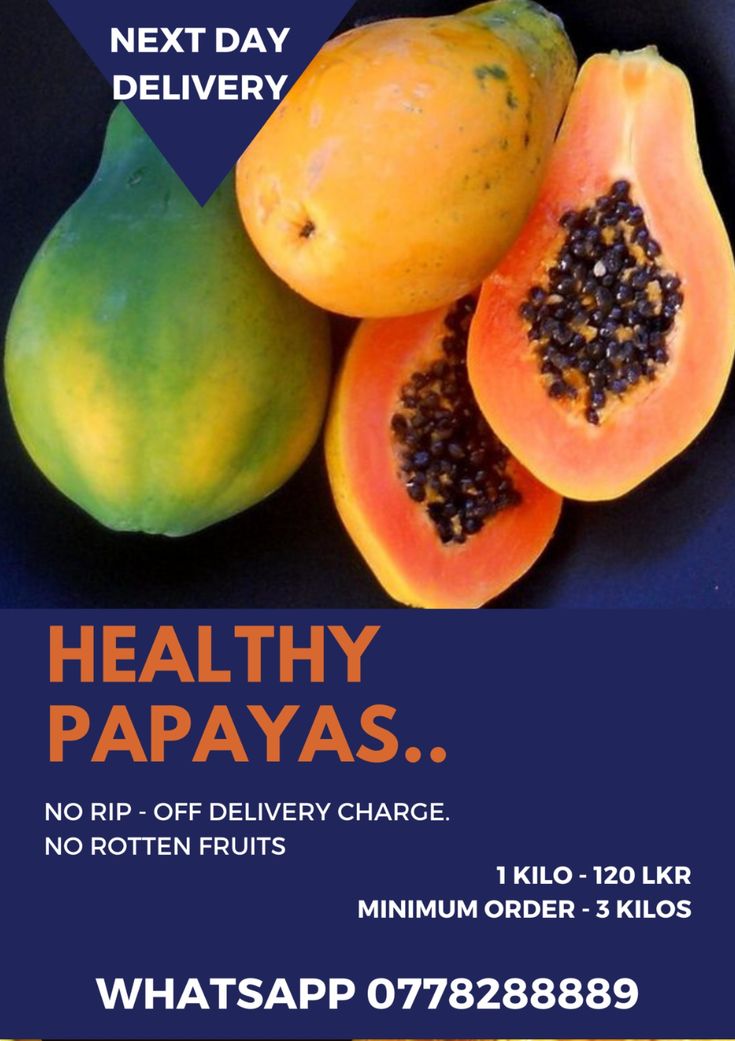 NEXT DAY
DELIVERY
HEALTHY
PAPAYAS..
NO RIP - OFF DELIVERY CHARGE.
NO ROTTEN FRUITS
1 KILO - 120 LKR
MINIMUM ORDER - 3 KILOS
WHATSAPP 0778288889